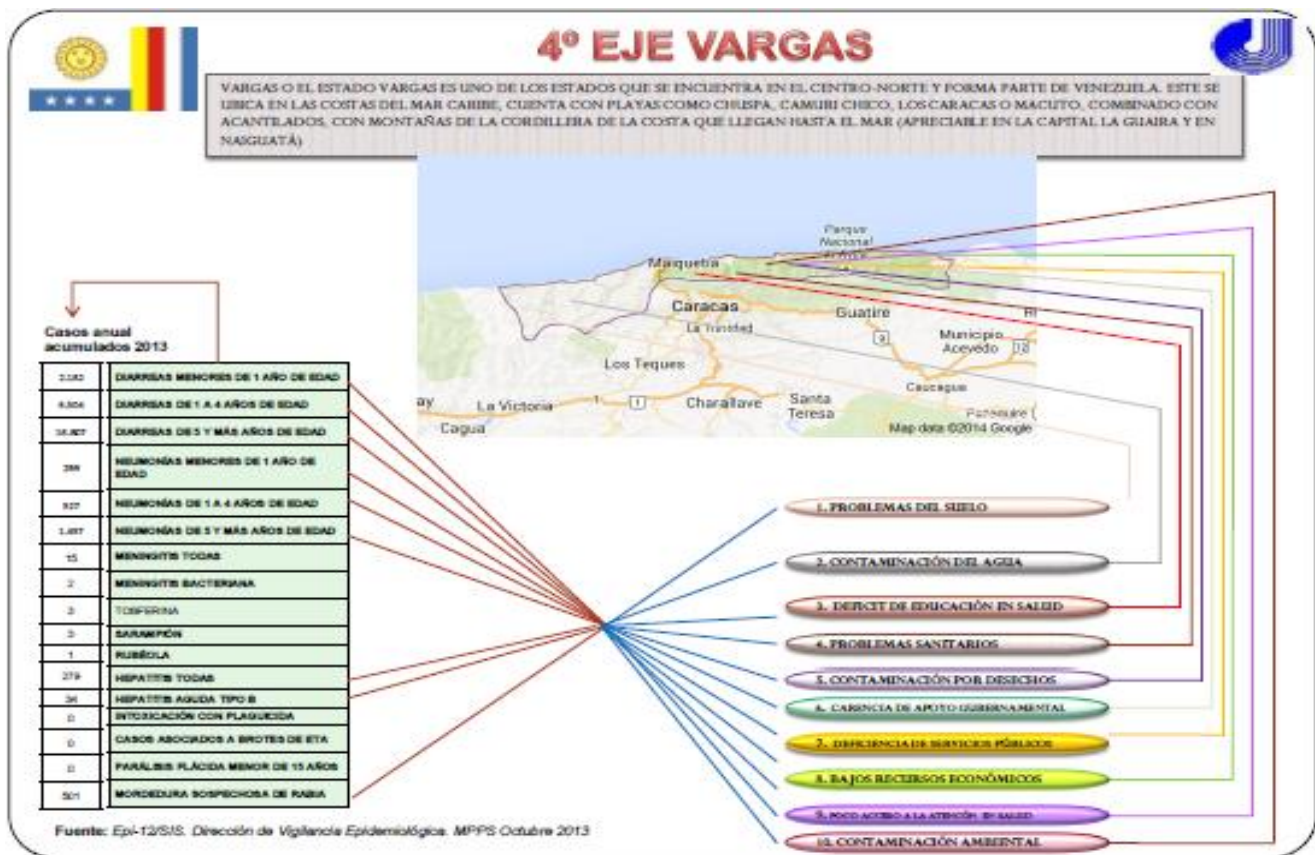 4º EJE VARGAS
VARGAS O EL ESTADO VARGAS ES UNO DE LOS ESTADOS QUE SE ENCUENTRA EN EL CENTRO-NORTE Y FORMA PARTE DE VENEZUELA. ESTE SE
UBICA EN LAS COSTAS DEL MAR CARIBE, CUENTA CON PLAYAS COMO CHUSPA, CAMURI CHICO, LOS CARACAS O MACUTO, COMBINADO CON
ACANTILADOS, CON MONTAÑAS DE LA CORDILLERA DE LA COSTA QUE LLEGAN HASTA EL MAR (APRECIABLE EN LA CAPITAL LA GUAIRA Y EN
NAIGUATÁ)
Parque
Nacional
Maiquetia
Caracas
La Trinidad
Guatire
9
Municipio
Acevedo
12
Los Teques
Caucagua
ay
La Victoria
1
1
Charallave
Santa
Teresa
Cagua
Map data ©2014 Google
Casos anual
acumulados 2013
DIARREAS MENORES DE 1 AÑO DE EDAD
DIARREAS DE 1 A 4 AÑOS DE EDAD
DIARREAS DE 5 Y MÁS AÑOS DE EDAD
NEUMONÍAS MENORES DE 1 AÑO DE
EDAD
NEUMONÍAS DE 1 A 4 AÑOS DE EDAD
NEUMONÍAS DE 5 Y MÁS AÑOS DE EDAD
15 MENINGITIS TODAS
2 MENINGITIS BACTERIANA
3 TOSFERINA
3 SARAMPIÓN
1 RUBÉOLA
279 HEPATITIS TODAS
34 HEPATITIS AGUDA TIPO B
0 INTOXICACIÓN CON PLAGUICIDA
0 CASOS ASOCIADOS A BROTES DE ETA
0 PARÁLISIS FLÁCIDA MENOR DE 15 AÑOS
501 MORDEDURA SOSPECHOSA DE RABIA
1. PROBLEMAS DEL SUELO
2. CONTAMINACIÓN DEL AGUA
3. DEFICIT DE EDUCACIÓN EN SALUD
4. PROBLEMAS SANITARIOS
5. CONTAMINACIÓN POR DESECHOS
6. CARENCIA DE APOYO GUBERNAMENTAL
7. DEFICIENCIA DE SERVICIOS PÚBLICOS
8. BAJOS RECURSOS ECONÓMICOS
9. POCO ACCESO A LA ATENCIÓN EN SALUD
10. CONTAMINACIÓN AMBIENTAL
Fuente: Epi-12/SIS. Dirección de Vigilancia Epidemiológica. MPPS Octubre 2013